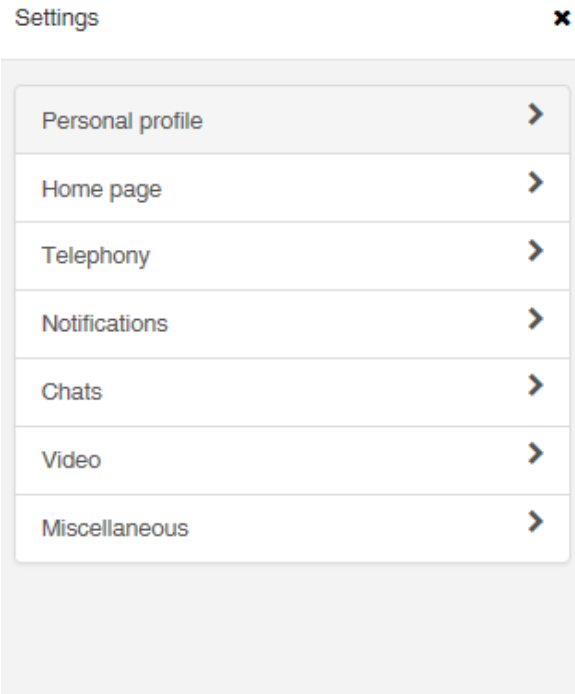 Settings
Personal profile
Home page
Telephony
Notifications
Chats
Video
Miscellaneous